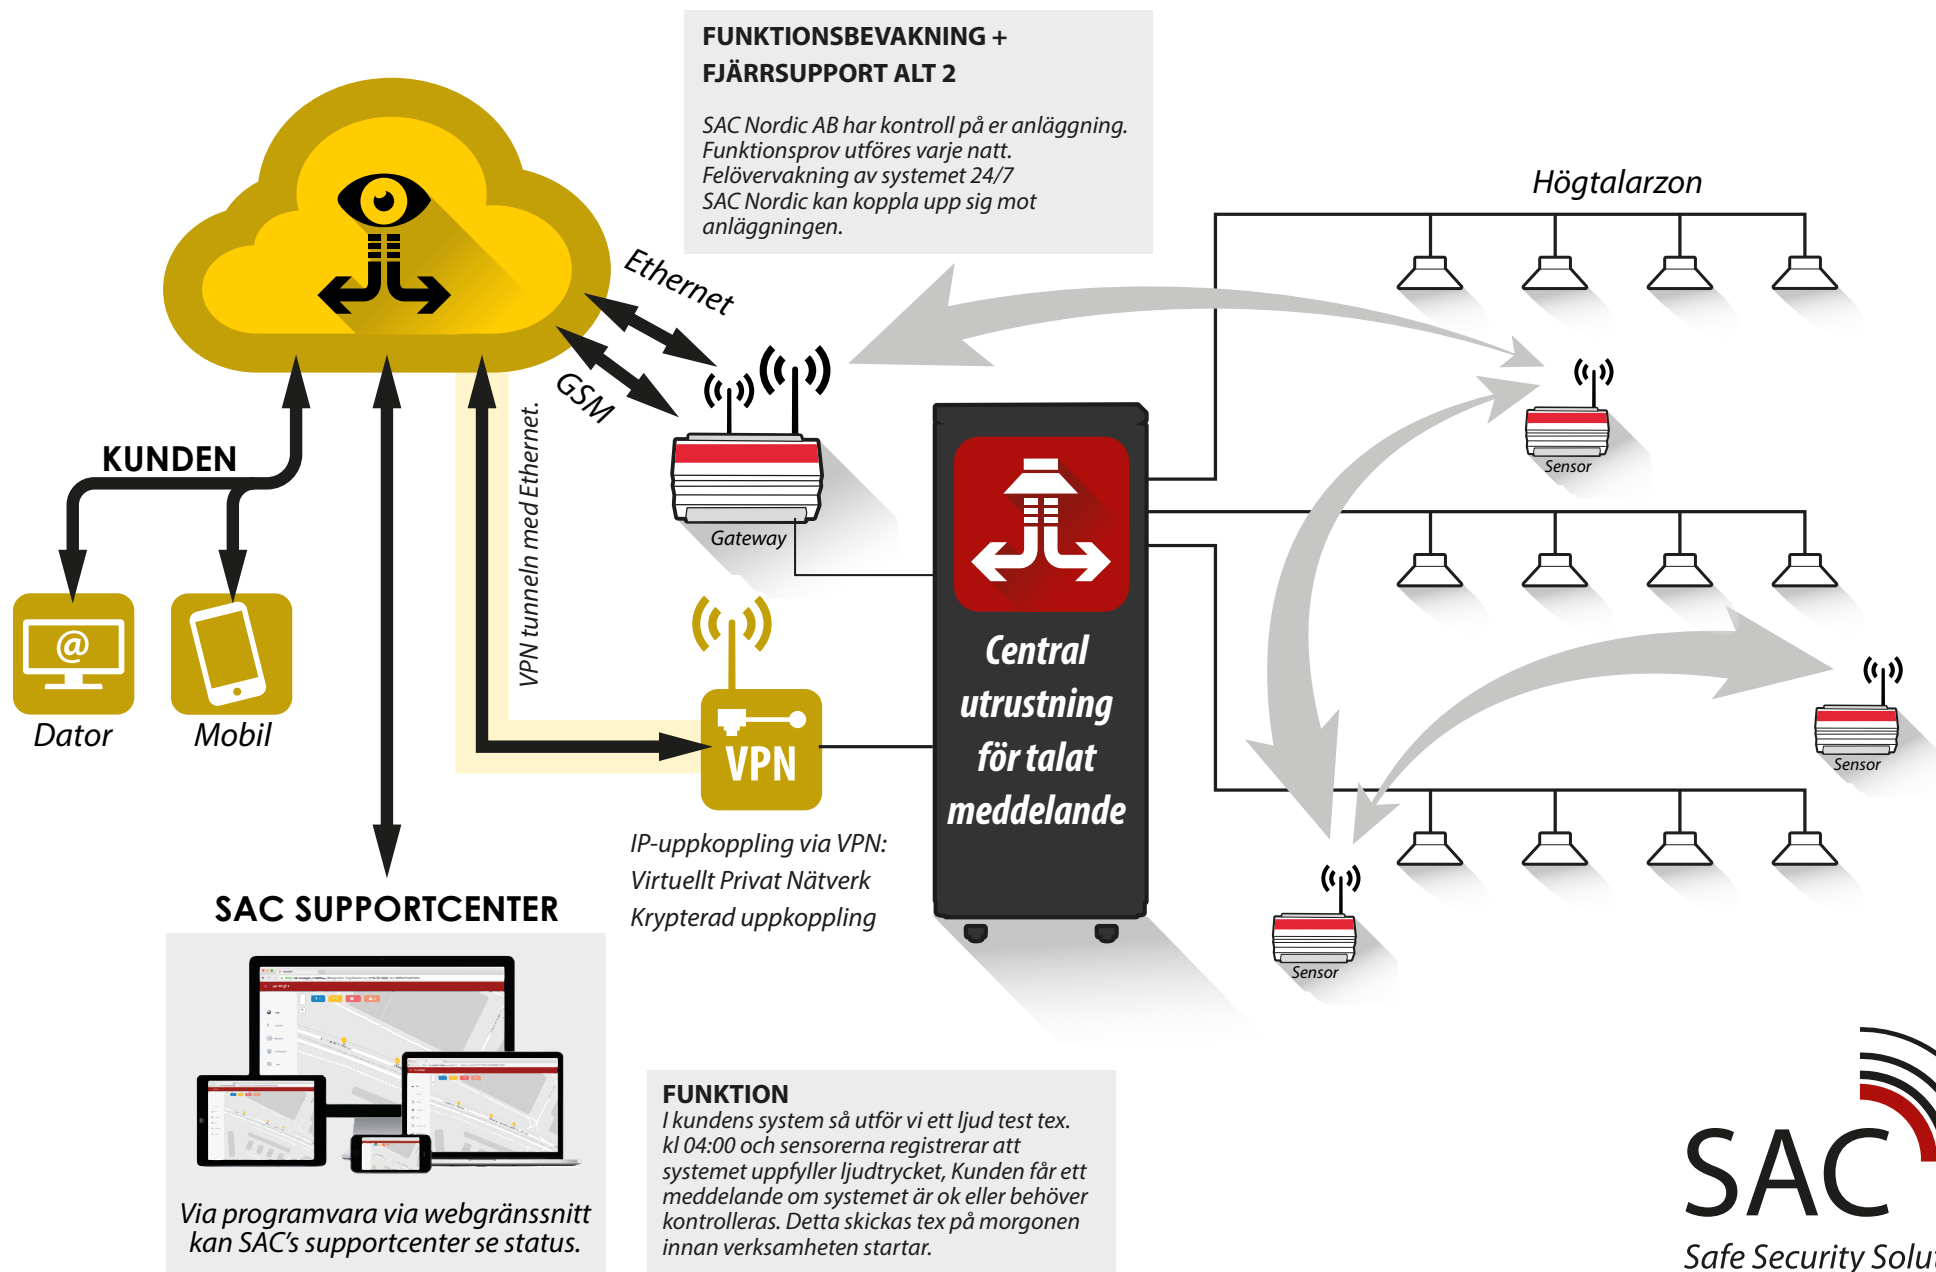 FUNKTIONSBEVAKNING +
FJÄRRSUPPORT ALT 2
SAC Nordic AB har kontroll på er anläggning.
Funktionsprov utföres varje natt.
Felövervakning av systemet 24/7
SAC Nordic kan koppla upp sig mot
anläggningen.
Högtalarzon
Ethernet
GSM
KUNDEN
Dator
Mobil
@
VPN tunneln med Ethernet.
Gateway
Sensor
VPN
Central
utrustning
för talat
meddelande
Sensor
Sensor
IP-uppkoppling via VPN:
Virtuellt Privat Nätverk
Krypterad uppkoppling
SAC SUPPORTCENTER
Via programvara via webgränssnitt
kan SAC's supportcenter se status.
FUNKTION
I kundens system så utför vi ett ljud test tex.
kl 04:00 och sensorerna registrerar att
systemet uppfyller ljudtrycket, Kunden får ett
meddelande om systemet är ok eller behöver
kontrolleras. Detta skickas tex på morgonen
innan verksamheten startar.
SAC
Safe Security